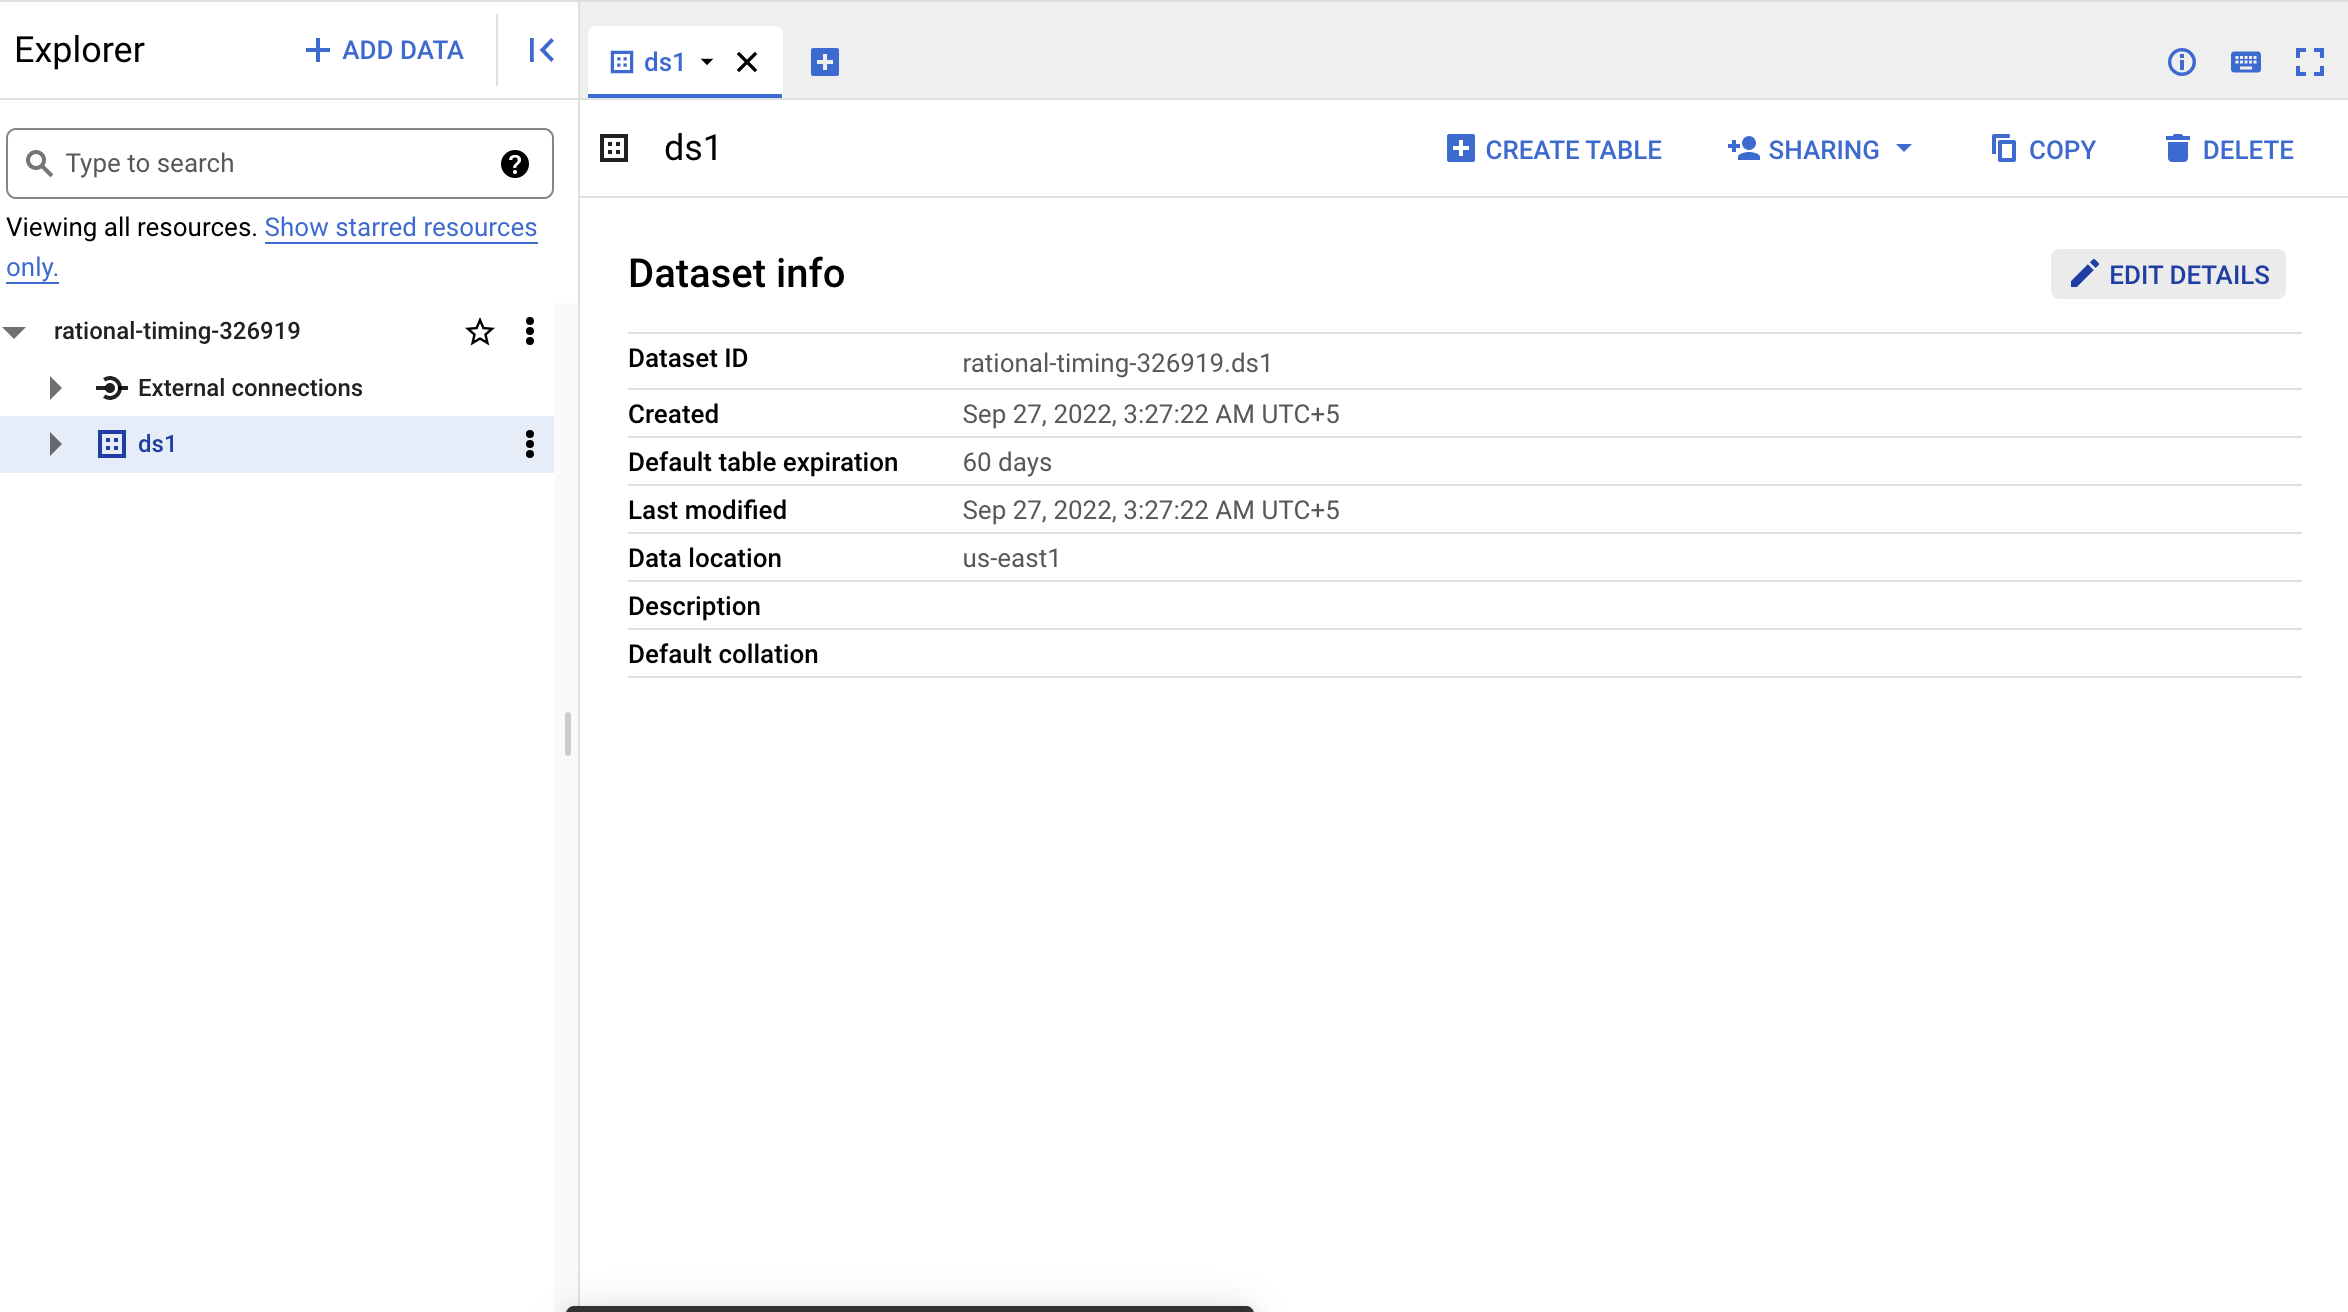 Explorer
ADD DATA
Type to search
Viewing all resources. Show starred resources
only.
rational-timing-326919
External connections
ds1
ds1
ds1
CREATE TABLE
SHARING
COPY
DELETE
Dataset info
EDIT DETAILS
Dataset ID rational-timing-326919.ds1
Created Sep 27, 2022, 3:27:22 AM UTC+5
Default table expiration 60 days
Last modified Sep 27, 2022, 3:27:22 AM UTC+5
Data location us-east1
Description
Default collation